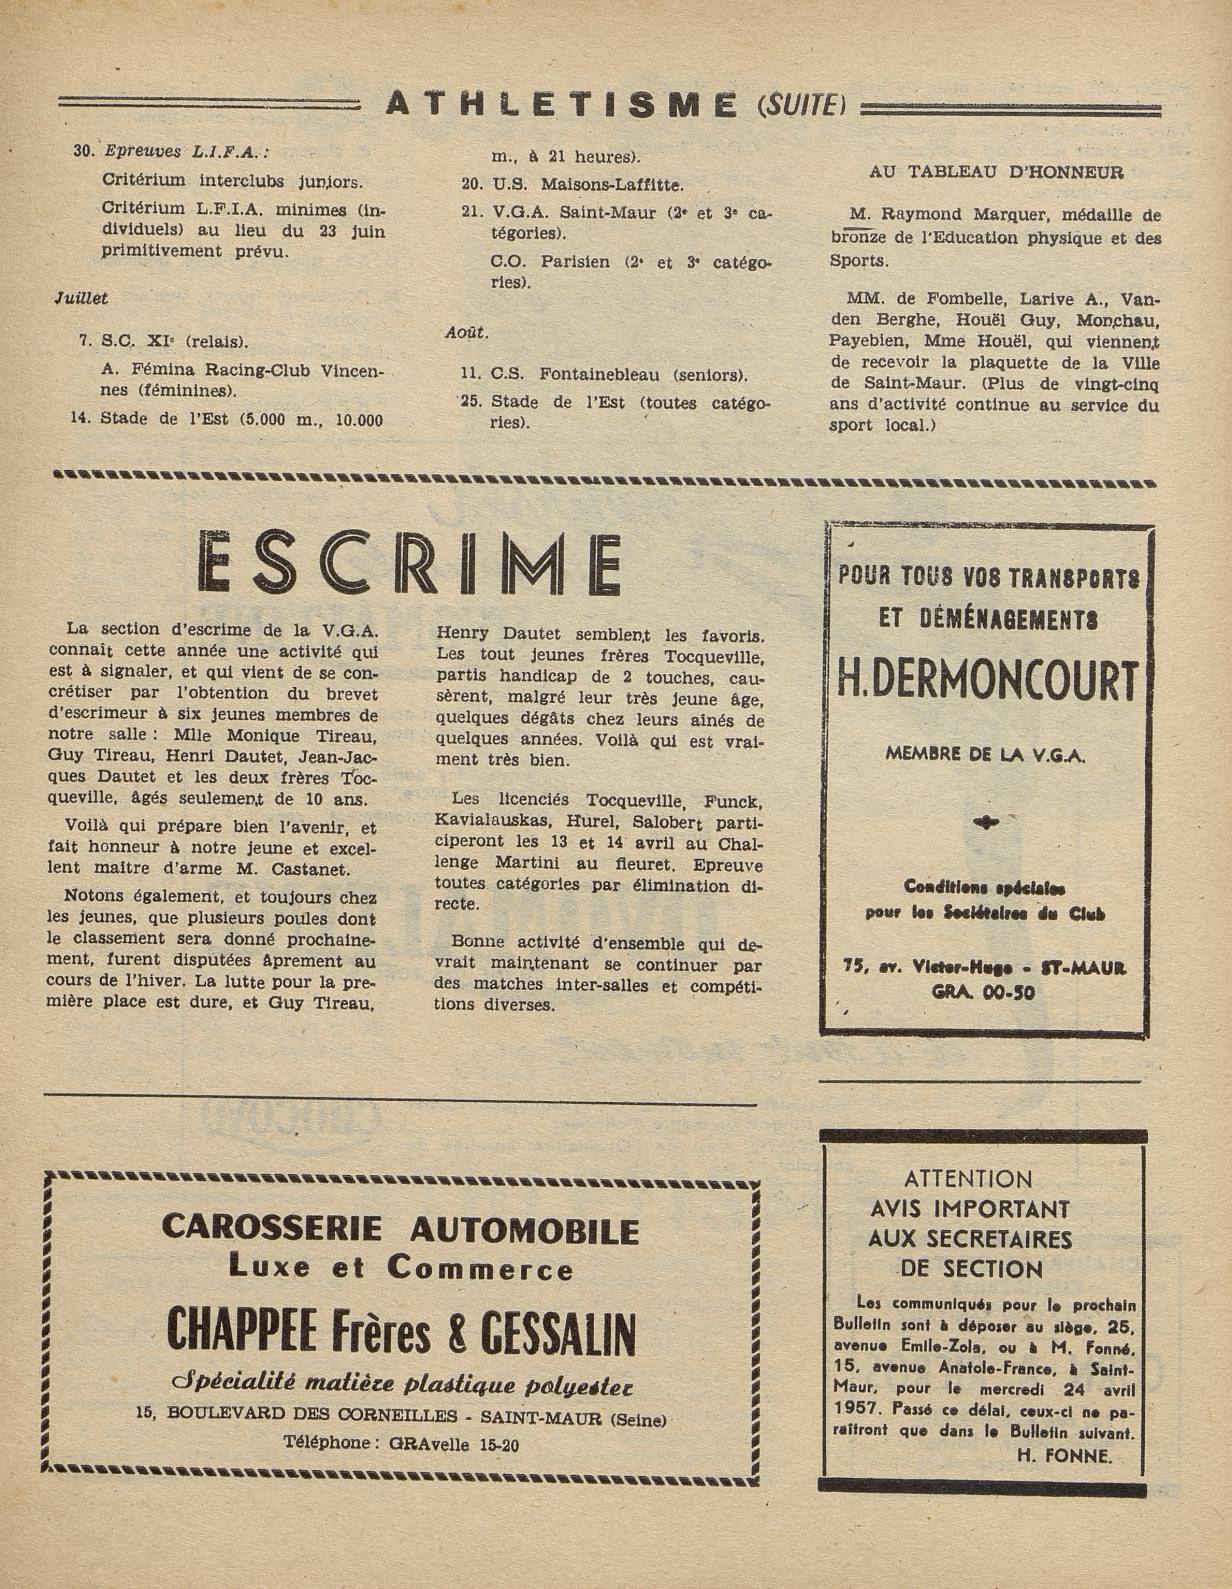 ATHLETISME (SUITE)
30. Epreuves L.I.F.A. :
Critérium interclubs juniors.
Critérium L.F.I.A. minimes (in-
dividuels) au lieu du 23 juin
primitivement prévu.
Juillet
7. S.C. XIe (relais).
A. Fémina Racing-Club Vincen-
nes (féminines).
14. Stade de l'Est (5.000 m., 10.000
m., à 21 heures).
20. U.S. Maisons-Laffitte.
21. V.G.A. Saint-Maur (2e et 3e ca-
tégories).
C.O. Parisien (2e et 3e catégo-
ries).
Août.
11. C.S. Fontainebleau (seniors).
25. Stade de l'Est (toutes catégo-
ries).
AU TABLEAU D'HONNEUR
M. Raymond Marquer, médaille de
bronze de l'Education physique et des
Sports.
MM. de Fombelle, Larive A., Van-
den Berghe, Houël Guy, Monchau,
Payebien, Mme Houël, qui viennent
de recevoir la plaquette de la Ville
de Saint-Maur. (Plus de vingt-cinq
ans d'activité continue au service du
sport local.)
ESCRIME
La section d'escrime de la V.G.A.
connaît cette année une activité qui
est à signaler, et qui vient de se con-
crétiser par l'obtention du brevet
d'escrimeur à six jeunes membres de
notre salle : Mlle Monique Tireau,
Guy Tireau, Henri Dautet, Jean-Jac-
ques Dautet et les deux frères Toc-
queville, âgés seulement de 10 ans.
Voilà qui prépare bien l'avenir, et
fait honneur à notre jeune et excel-
lent maître d'arme M. Castanet.
Notons également, et toujours chez
les jeunes, que plusieurs poules dont
le classement sera donné prochaine-
ment, furent disputées âprement au
cours de l'hiver. La lutte pour la pre-
mière place est dure, et Guy Tireau,
Henry Dautet semblent les favoris.
Les tout jeunes frères Tocqueville,
partis handicap de 2 touches, cau-
sèrent, malgré leur très jeune âge,
quelques dégâts chez leurs aînés de
quelques années. Voilà qui est vrai-
ment très bien.
Les licenciés Tocqueville, Funck,
Kavialauskas, Hurel, Salobert parti-
ciperont les 13 et 14 avril au Chal-
lenge Martini au fleuret. Epreuve
toutes catégories par élimination di-
recte.
Bonne activité d'ensemble qui de-
vrait maintenant se continuer par
des matches inter-salles et compéti-
tions diverses.
POUR TOUS VOS TRANSPORTS
ET DÉMÉNAGEMENTS
H. DERMONCOURT
MEMBRE DE LA V.G.A.
Conditions spéciales
pour les Sociétaires du Club
75, av. Victor-Hugo - ST-MAUR
GRA. 00-50
CAROSSERIE AUTOMOBILE
Luxe et Commerce
CHAPPEE Frères & GESSALIN
Spécialité matière plastique polyester
15, BOULEVARD DES CORNEILLES - SAINT-MAUR (Seine)
Téléphone : GRAvelle 15-20
ATTENTION
AVIS IMPORTANT
AUX SECRETAIRES
DE SECTION
Les communiqués pour le prochain
Bulletin sont à déposer au siège, 25,
avenue Emile-Zola, ou à M. Fonné,
15, avenue Anatole-France, à Saint-
Maur, pour le mercredi 24 avril
1957. Passé ce délai, ceux-ci ne pa-
raîtront que dans le Bulletin suivant.
H. FONNE.